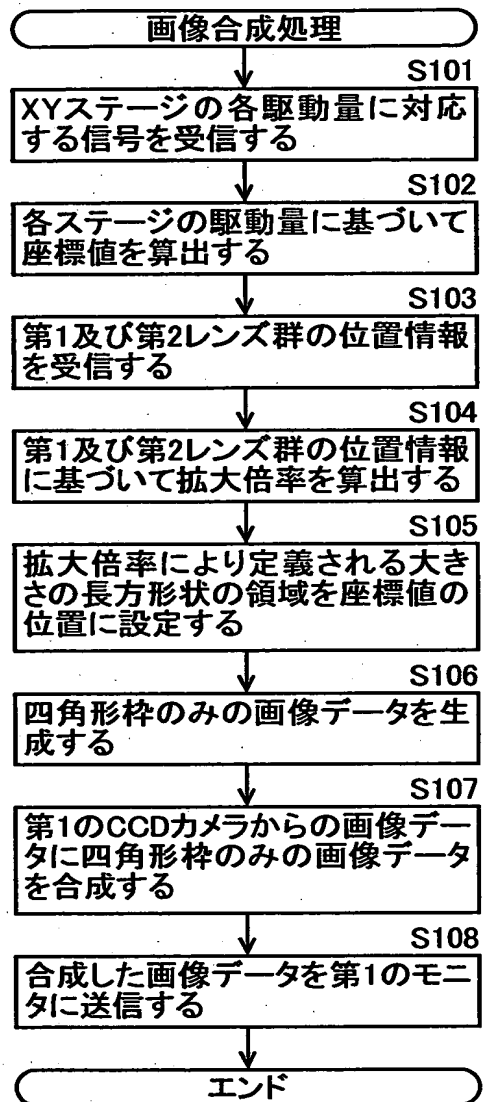 画像合成処理
S101
XYステージの各駆動量に対応
する信号を受信する
S102
各ステージの駆動量に基づいて
座標値を算出する
S103
第1及び第2レンズ群の位置情報
を受信する
S104
第1及び第2レンズ群の位置情報
に基づいて拡大倍率を算出する
S105
拡大倍率により定義される大き
さの長方形状の領域を座標値の
位置に設定する
S106
四角形枠のみの画像データを生
成する
S107
第1のCCDカメラからの画像デー
タに四角形枠のみの画像データ
を合成する
S108
合成した画像データを第1のモニ
タに送信する
エンド